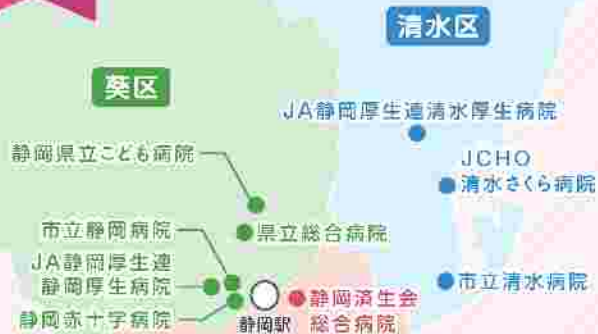 清水区
葵区
JA静岡厚生連清水厚生病院
静岡県立こども病院
JCHO
清水さくら病院
市立静岡病院
県立総合病院
JA静岡厚生連
静岡厚生病院
市立清水病院
静岡赤十字病院
静岡駅
静岡済生会
総合病院